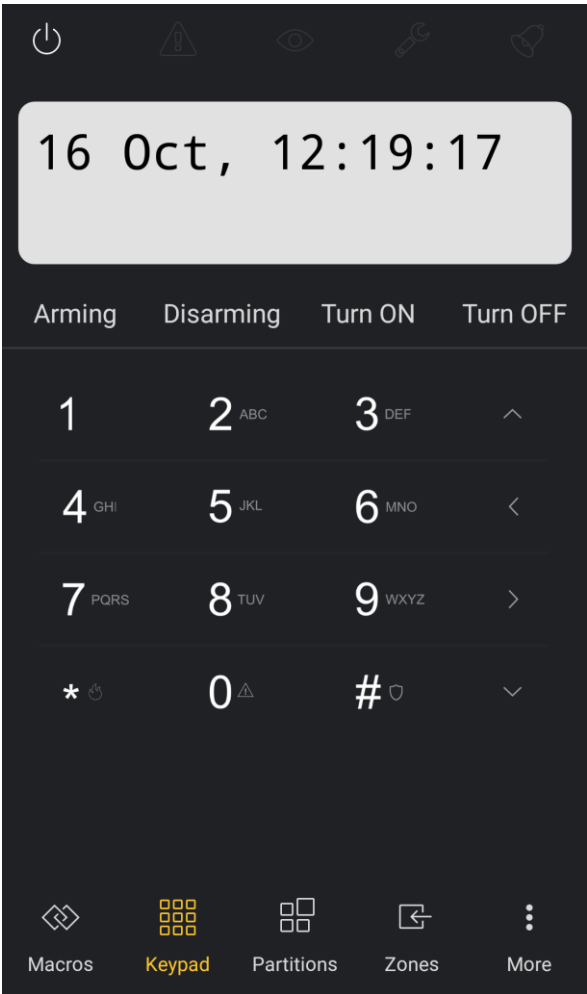 16 Oct, 12:19:17
Arming Disarming Turn ON Turn OFF
1 2 ABC 3 DEF
4 GHI 5 JKL 6 MNO
7 PQRS 8 TUV 9 WXYZ
* 0 #
Macros Keypad Partitions Zones More